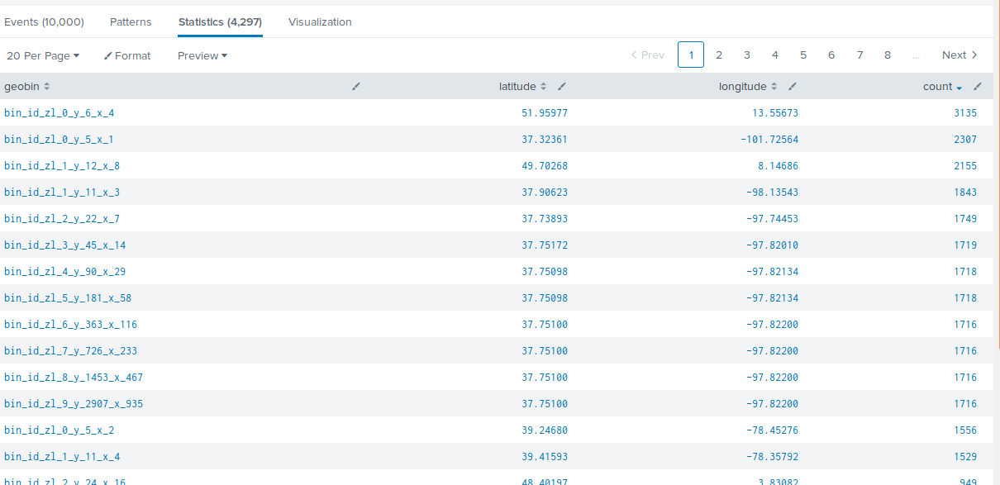 Events (10,000) Patterns Statistics (4,297) Visualization
20 Per Page Format Preview Prev 1 2 3 4 5 6 7 8 ... Next
geobin latitude longitude count
bin_id_zl_0_y_6_x_4 51.95977 13.55673 3135
bin_id_zl_0_y_5_x_1 37.32361 -101.72564 2307
bin_id_zl_1_y_12_x_8 49.70268 8.14686 2155
bin_id_zl_1_y_11_x_3 37.90623 -98.13543 1843
bin_id_zl_2_y_22_x_7 37.73893 -97.74453 1749
bin_id_zl_3_y_45_x_14 37.75172 -97.82010 1719
bin_id_zl_4_y_90_x_29 37.75098 -97.82134 1718
bin_id_zl_5_y_181_x_58 37.75098 -97.82134 1718
bin_id_zl_6_y_363_x_116 37.75100 -97.82200 1716
bin_id_zl_7_y_726_x_233 37.75100 -97.82200 1716
bin_id_zl_8_y_1453_x_467 37.75100 -97.82200 1716
bin_id_zl_9_y_2907_x_935 37.75100 -97.82200 1716
bin_id_zl_0_y_5_x_2 39.24680 -78.45276 1556
bin_id_zl_1_y_11_x_4 39.41593 -78.35792 1529
bin_id_zl_2_y_24_x_16 48.40197 3.83082 949